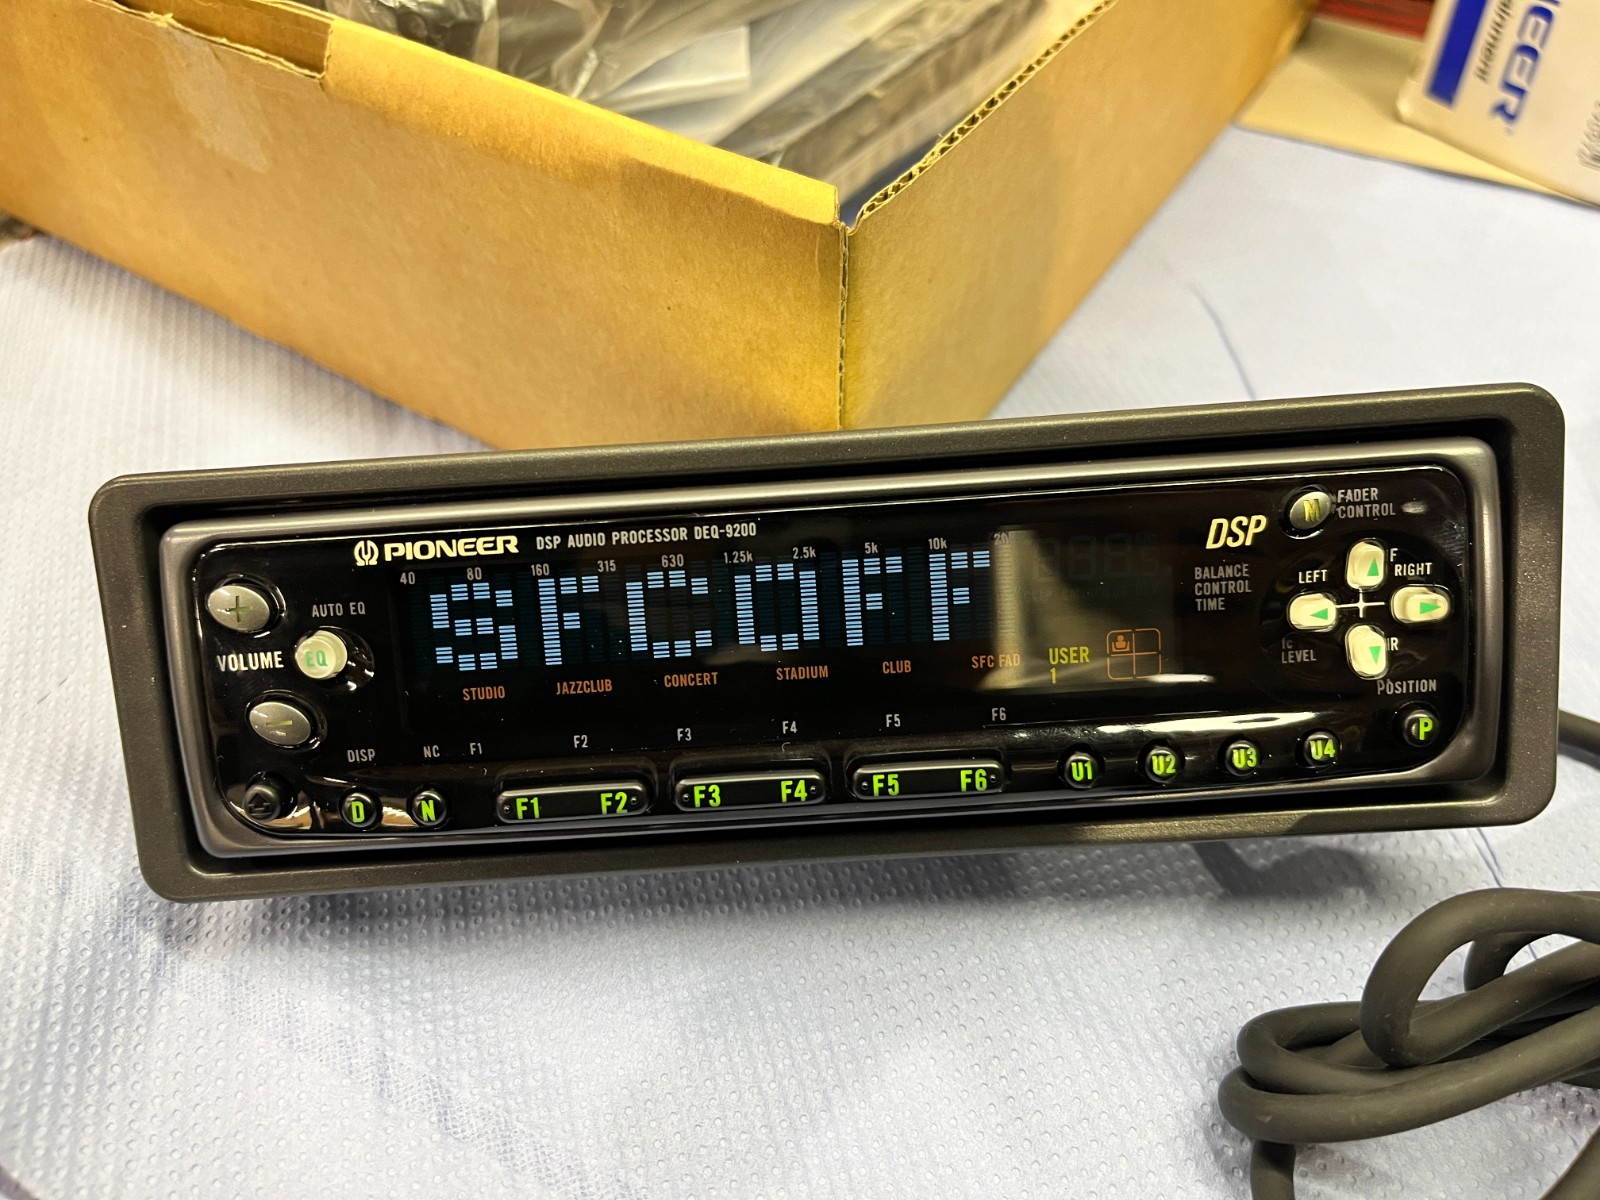 NEER
PIONEER DSP AUDIO PROCESSOR DEQ-9200
DSP
M FADER CONTROL
40 80 160 315 630 1.25k 2.5k 5k 10k
SFC OFF
AUTO EQ
VOLUME EQ
BALANCE
CONTROL
TIME
LEFT F RIGHT
LEVEL
R
POSITION
P
STUDIO JAZZCLUB CONCERT STADIUM CLUB SFC FAD
USER
1
DISP NC F1 F2 F3 F4 F5 F6
D N F1 F2 F3 F4 F5 F6 U1 U2 U3 U4